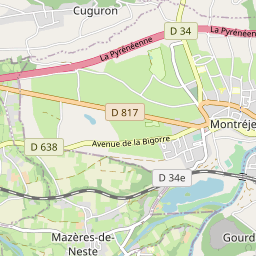 Cuguron
D 34
La Pyrénéenne
La Pyrénéenne
D 817
Montréje
D 638
Avenue de la Bigorre
D 34e
Mazères-de-
Neste
Gourd